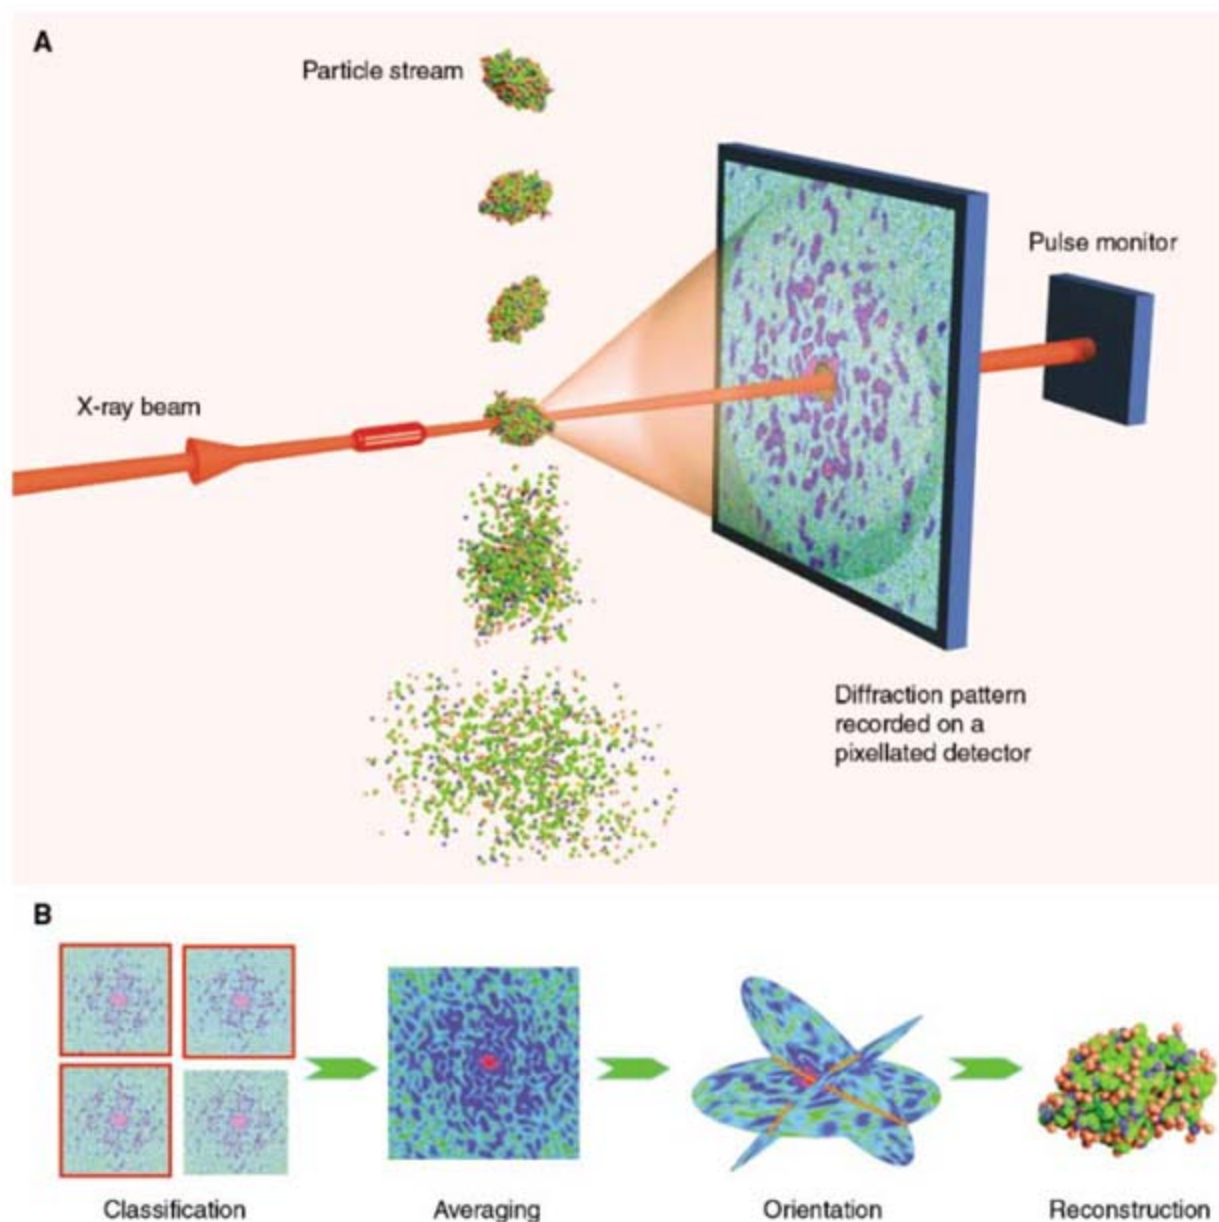 A
Particle stream
Pulse monitor
X-ray beam
Diffraction pattern
recorded on a
pixellated detector
B
Classification
Averaging
Orientation
Reconstruction